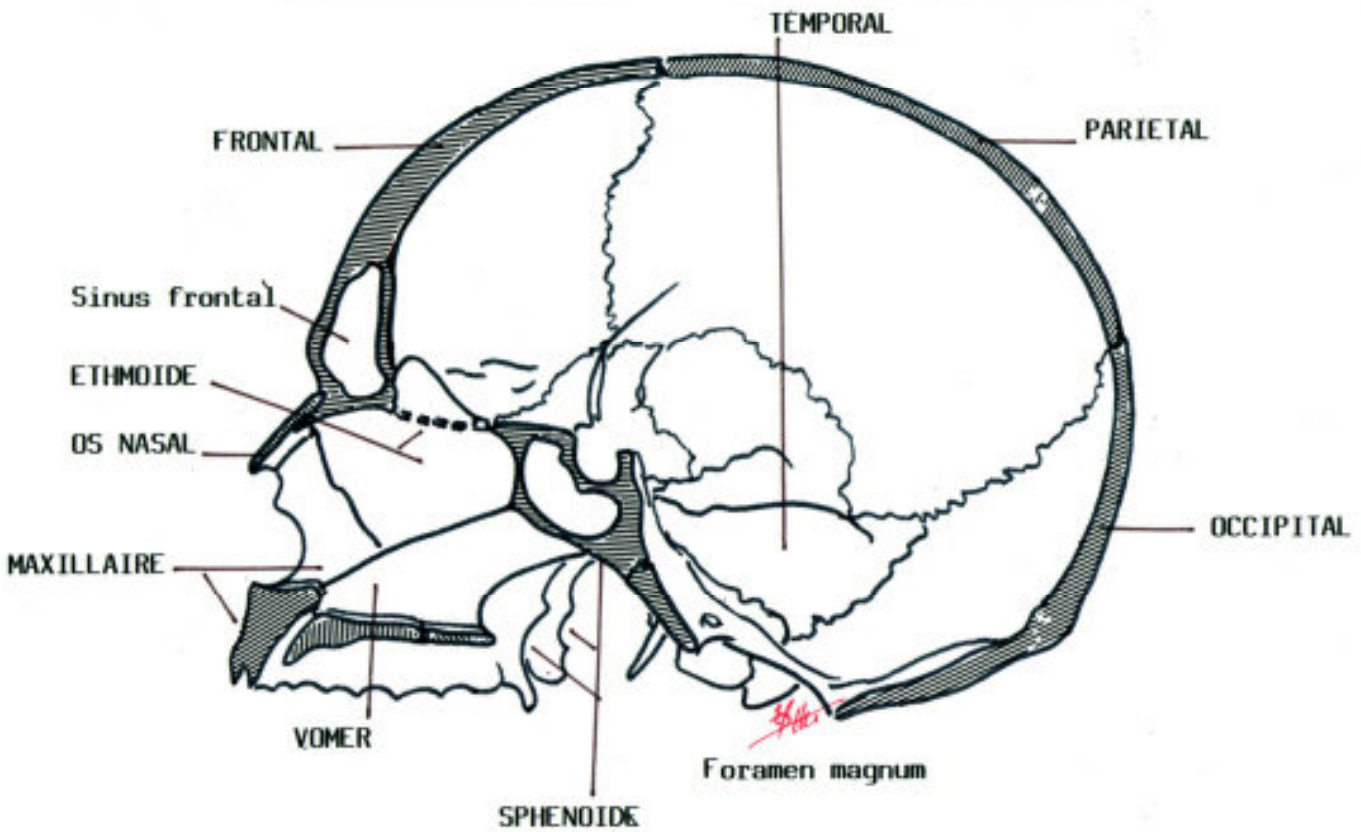 TEMPORAL
PARIETAL
FRONTAL
Sinus frontal
ETHMOIDE
OS NASAL
OCCIPITAL
MAXILLAIRE
VOMER
Foramen magnum
SPHENOIDE